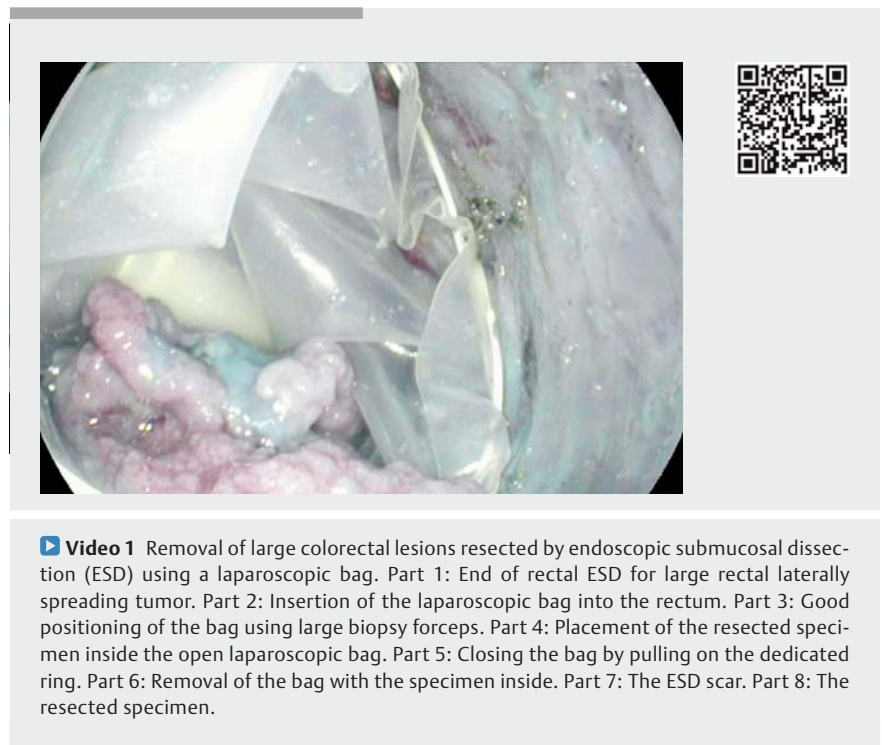 Video 1 Removal of large colorectal lesions resected by endoscopic submucosal dissec-
tion (ESD) using a laparoscopic bag. Part 1: End of rectal ESD for large rectal laterally
spreading tumor. Part 2: Insertion of the laparoscopic bag into the rectum. Part 3: Good
positioning of the bag using large biopsy forceps. Part 4: Placement of the resected speci-
men inside the open laparoscopic bag. Part 5: Closing the bag by pulling on the dedicated
ring. Part 6: Removal of the bag with the specimen inside. Part 7: The ESD scar. Part 8: The
resected specimen.